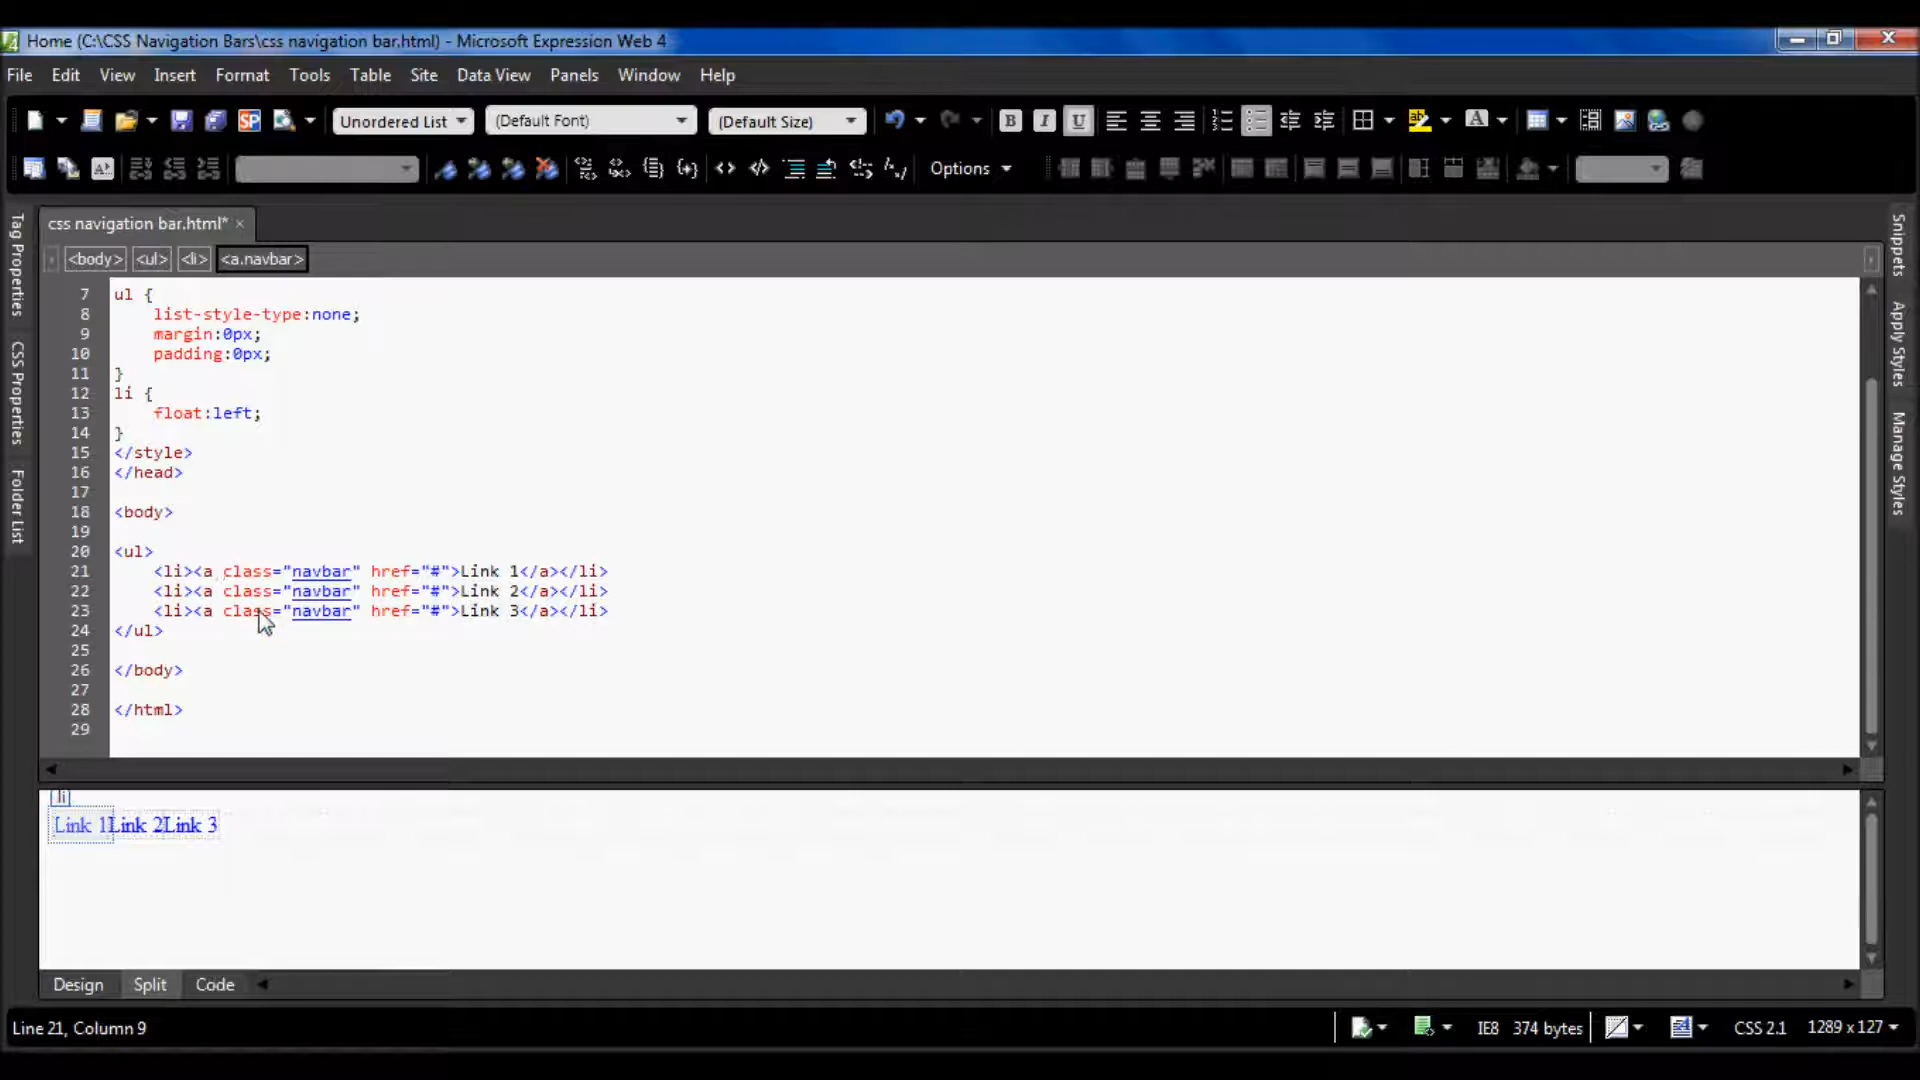 Home (C:\CSS Navigation Bars\css navigation bar.html) - Microsoft Expression Web 4
File Edit View Insert Format Tools Table Site Data View Panels Window Help
Unordered List (Default Font) (Default Size)
Options
css navigation bar.html*
<body> <ul> <li> <a.navbar>
Tag Properties
CSS Properties
Folder List
Snippets
Apply Styles
Manage Styles
7 ul {
8 list-style-type:none;
9 margin:0px;
10 padding:0px;
11 }
12 li {
13 float:left;
14 }
15 </style>
16 </head>
17
18 <body>
19
20 <ul>
21 <li><a class="navbar" href="#">Link 1</a></li>
22 <li><a class="navbar" href="#">Link 2</a></li>
23 <li><a class="navbar" href="#">Link 3</a></li>
24 </ul>
25
26 </body>
27
28 </html>
29
li
Link 1Link 2Link 3
Design Split Code
Line 21, Column 9
IE8 374 bytes CSS 2.1 1289 x 127